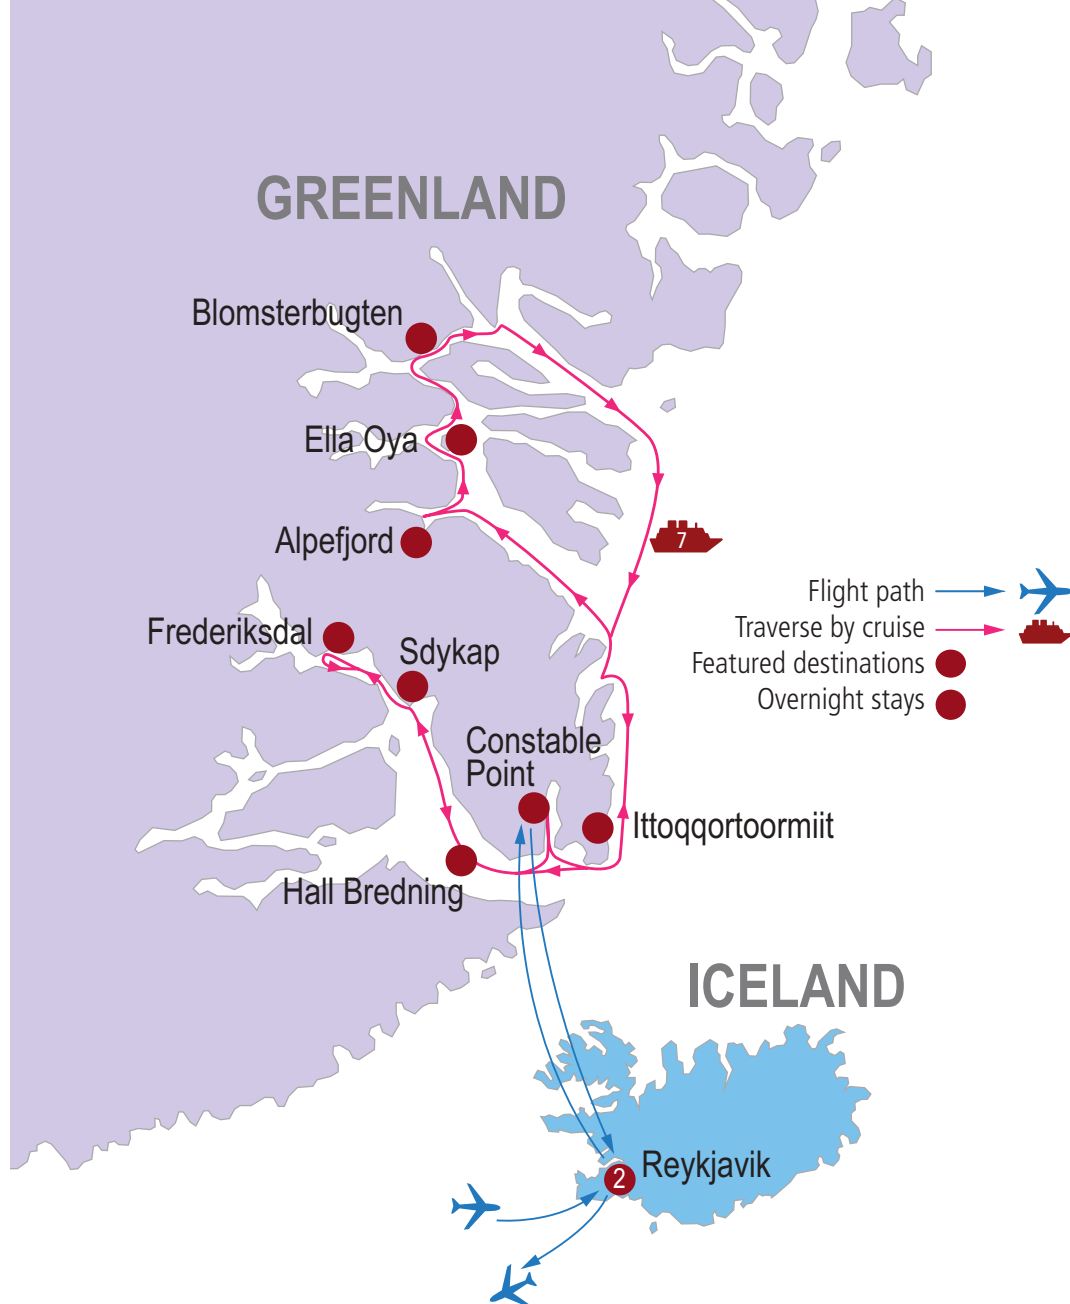 GREENLAND
Blomsterbugten
Ella Oya
Alpefjord
7
Flight path
Traverse by cruise
Featured destinations
Overnight stays
Frederiksdal
Sdykap
Constable
Point
Ittoqqortoormiit
Hall Bredning
ICELAND
Reykjavik
2